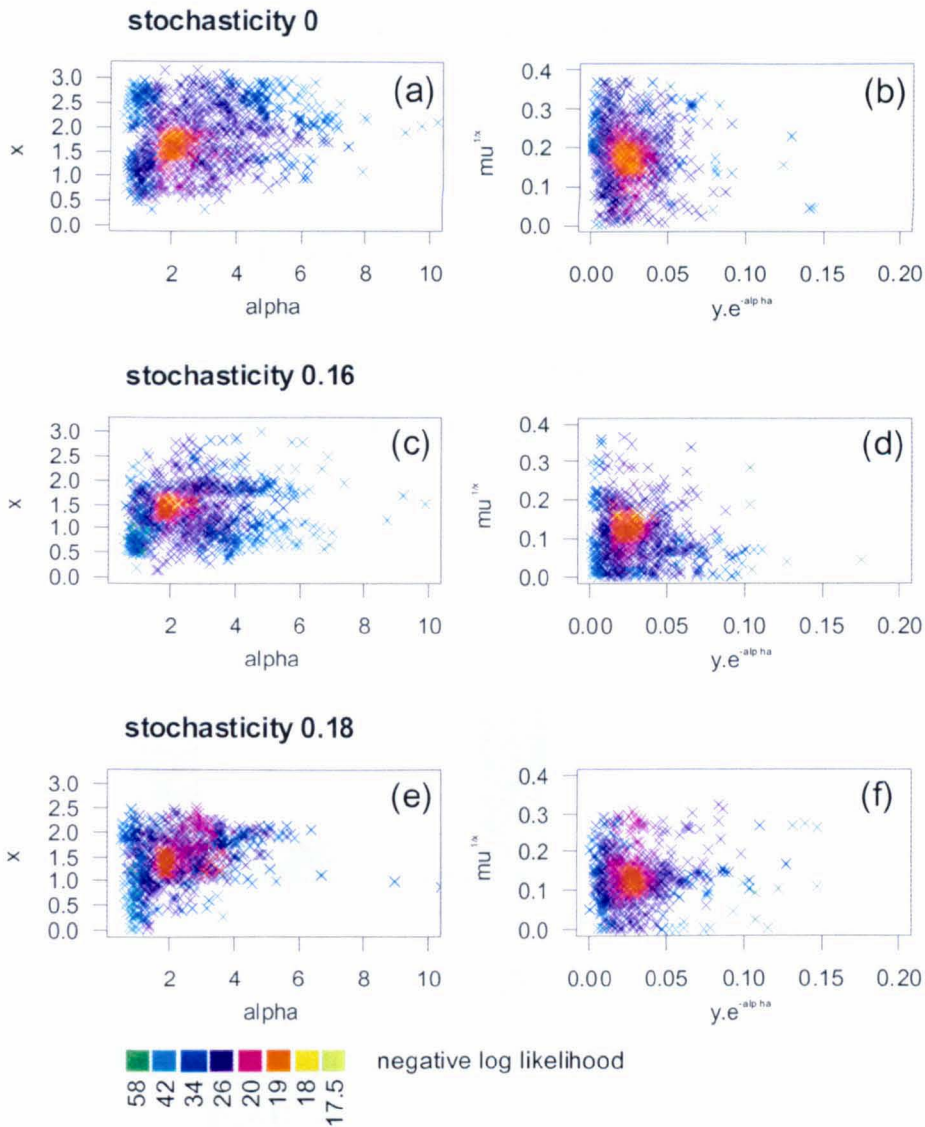 stochasticity 0
(a)
x
3.0
2.5
2.0
1.5
1.0
0.5
0.0
2 4 6 8 10
alpha
(b)
mu^1/x
0.4
0.3
0.2
0.1
0.0
0.00 0.05 0.10 0.15 0.20
y.e^-alpha
stochasticity 0.16
(c)
x
3.0
2.5
2.0
1.5
1.0
0.5
0.0
2 4 6 8 10
alpha
(d)
mu^1/x
0.4
0.3
0.2
0.1
0.0
0.00 0.05 0.10 0.15 0.20
y.e^-alpha
stochasticity 0.18
(e)
x
3.0
2.5
2.0
1.5
1.0
0.5
0.0
2 4 6 8 10
alpha
(f)
mu^1/x
0.4
0.3
0.2
0.1
0.0
0.00 0.05 0.10 0.15 0.20
y.e^-alpha
negative log likelihood
58 42 34 26 20 19 18 17.5